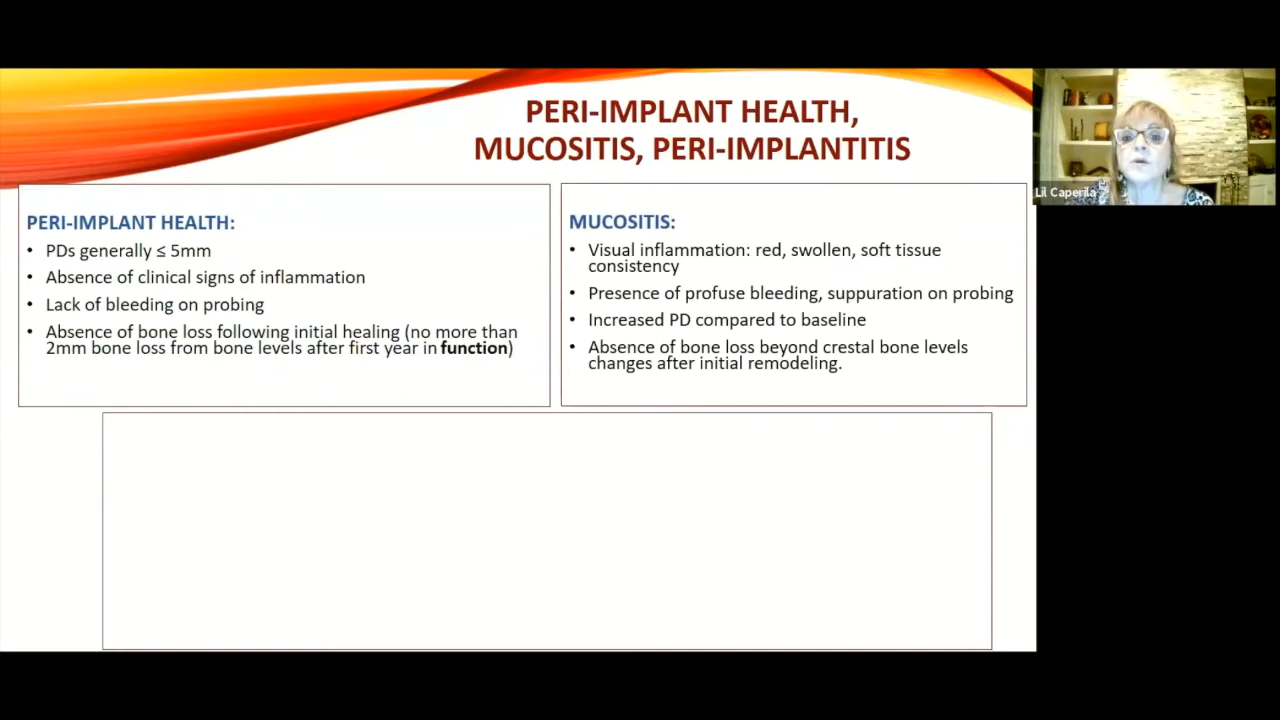 PERI-IMPLANT HEALTH,
MUCOSITIS, PERI-IMPLANTITIS
Lil Caperila
PERI-IMPLANT HEALTH:
• PDs generally ≤ 5mm
• Absence of clinical signs of inflammation
• Lack of bleeding on probing
• Absence of bone loss following initial healing (no more than
2mm bone loss from bone levels after first year in function)
MUCOSITIS:
• Visual inflammation: red, swollen, soft tissue
consistency
• Presence of profuse bleeding, suppuration on probing
• Increased PD compared to baseline
• Absence of bone loss beyond crestal bone levels
changes after initial remodeling.